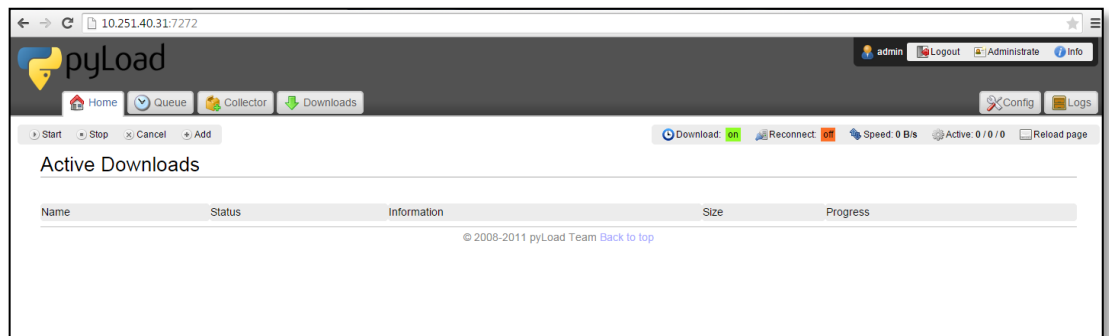 10.251.40.31:7272
pyLoad
admin Logout Administrate Info
Home Queue Collector Downloads Config Logs
Start Stop Cancel Add Download: on Reconnect: off Speed: 0 B/s Active: 0 / 0 / 0 Reload page
Active Downloads
Name Status Information Size Progress
© 2008-2011 pyLoad Team Back to top